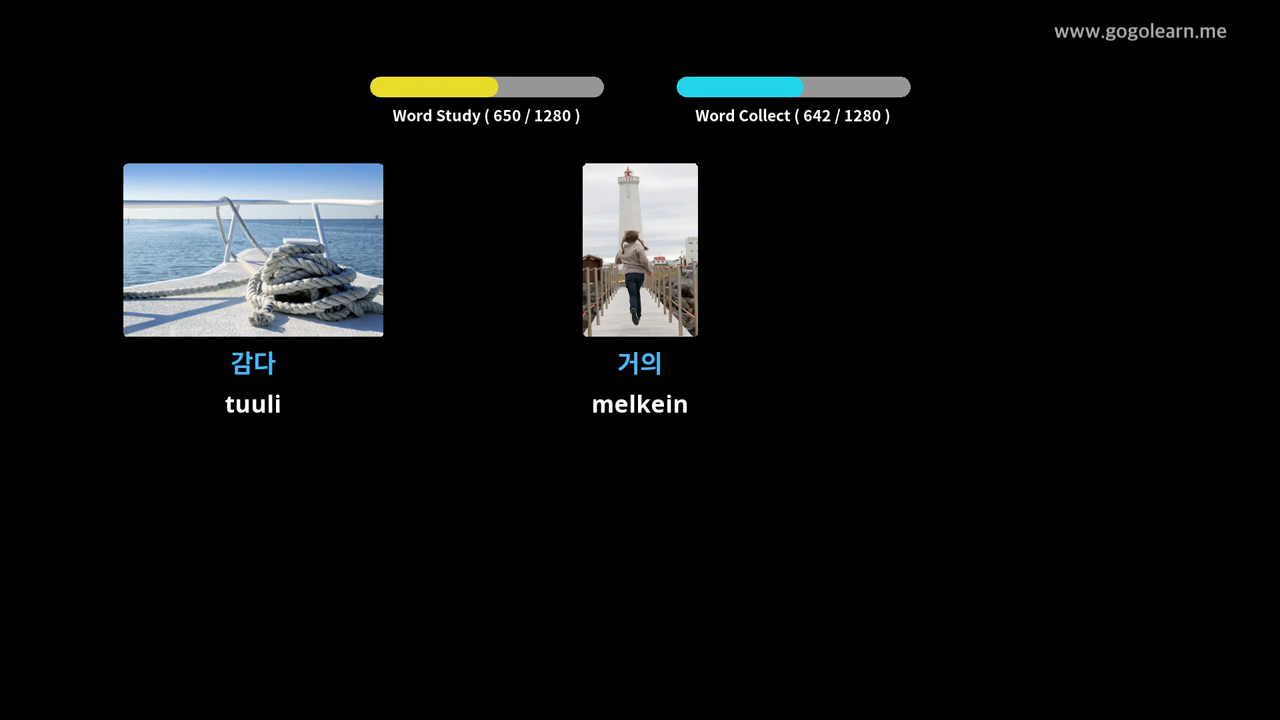 www.gogolearn.me
Word Study ( 650 / 1280 )
Word Collect ( 642 / 1280 )
감다
tuuli
거의
melkein